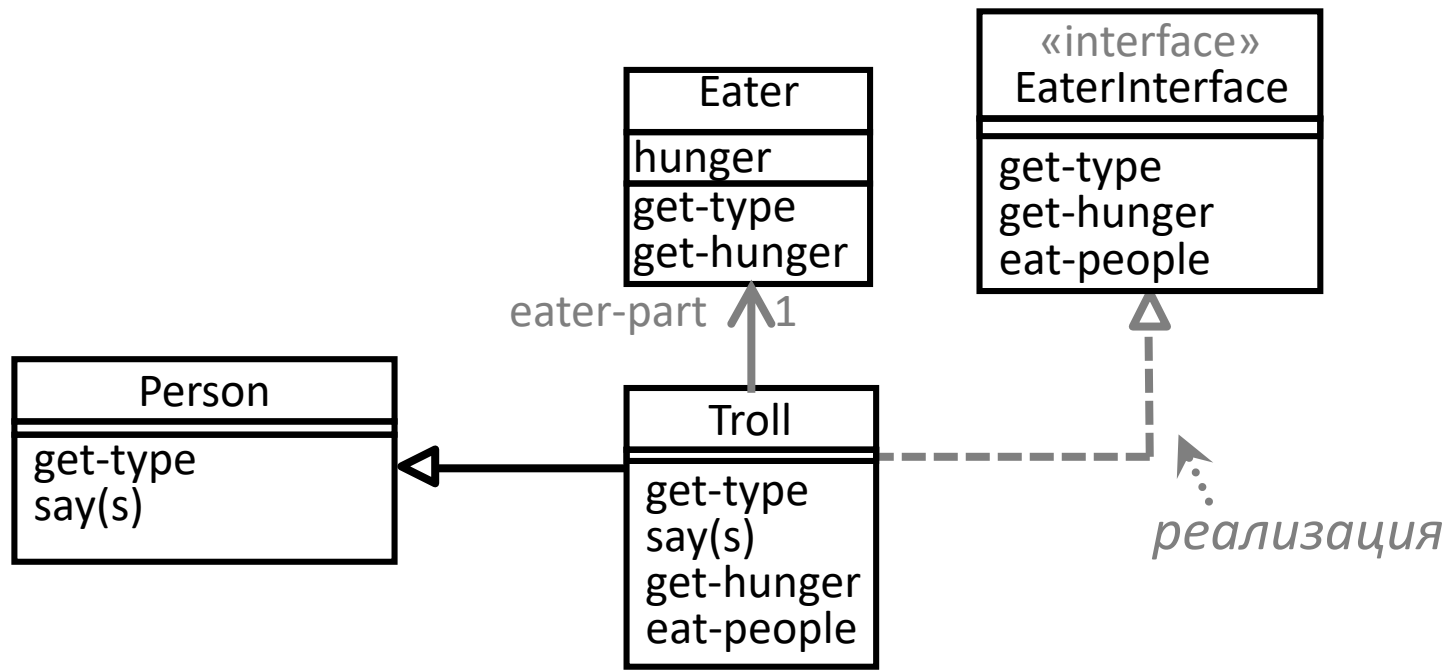 «interface»
EaterInterface
get-type
get-hunger
eat-people
Eater
hunger
get-type
get-hunger
eater-part
1
Person
get-type
say(s)
Troll
get-type
say(s)
get-hunger
eat-people
реализация